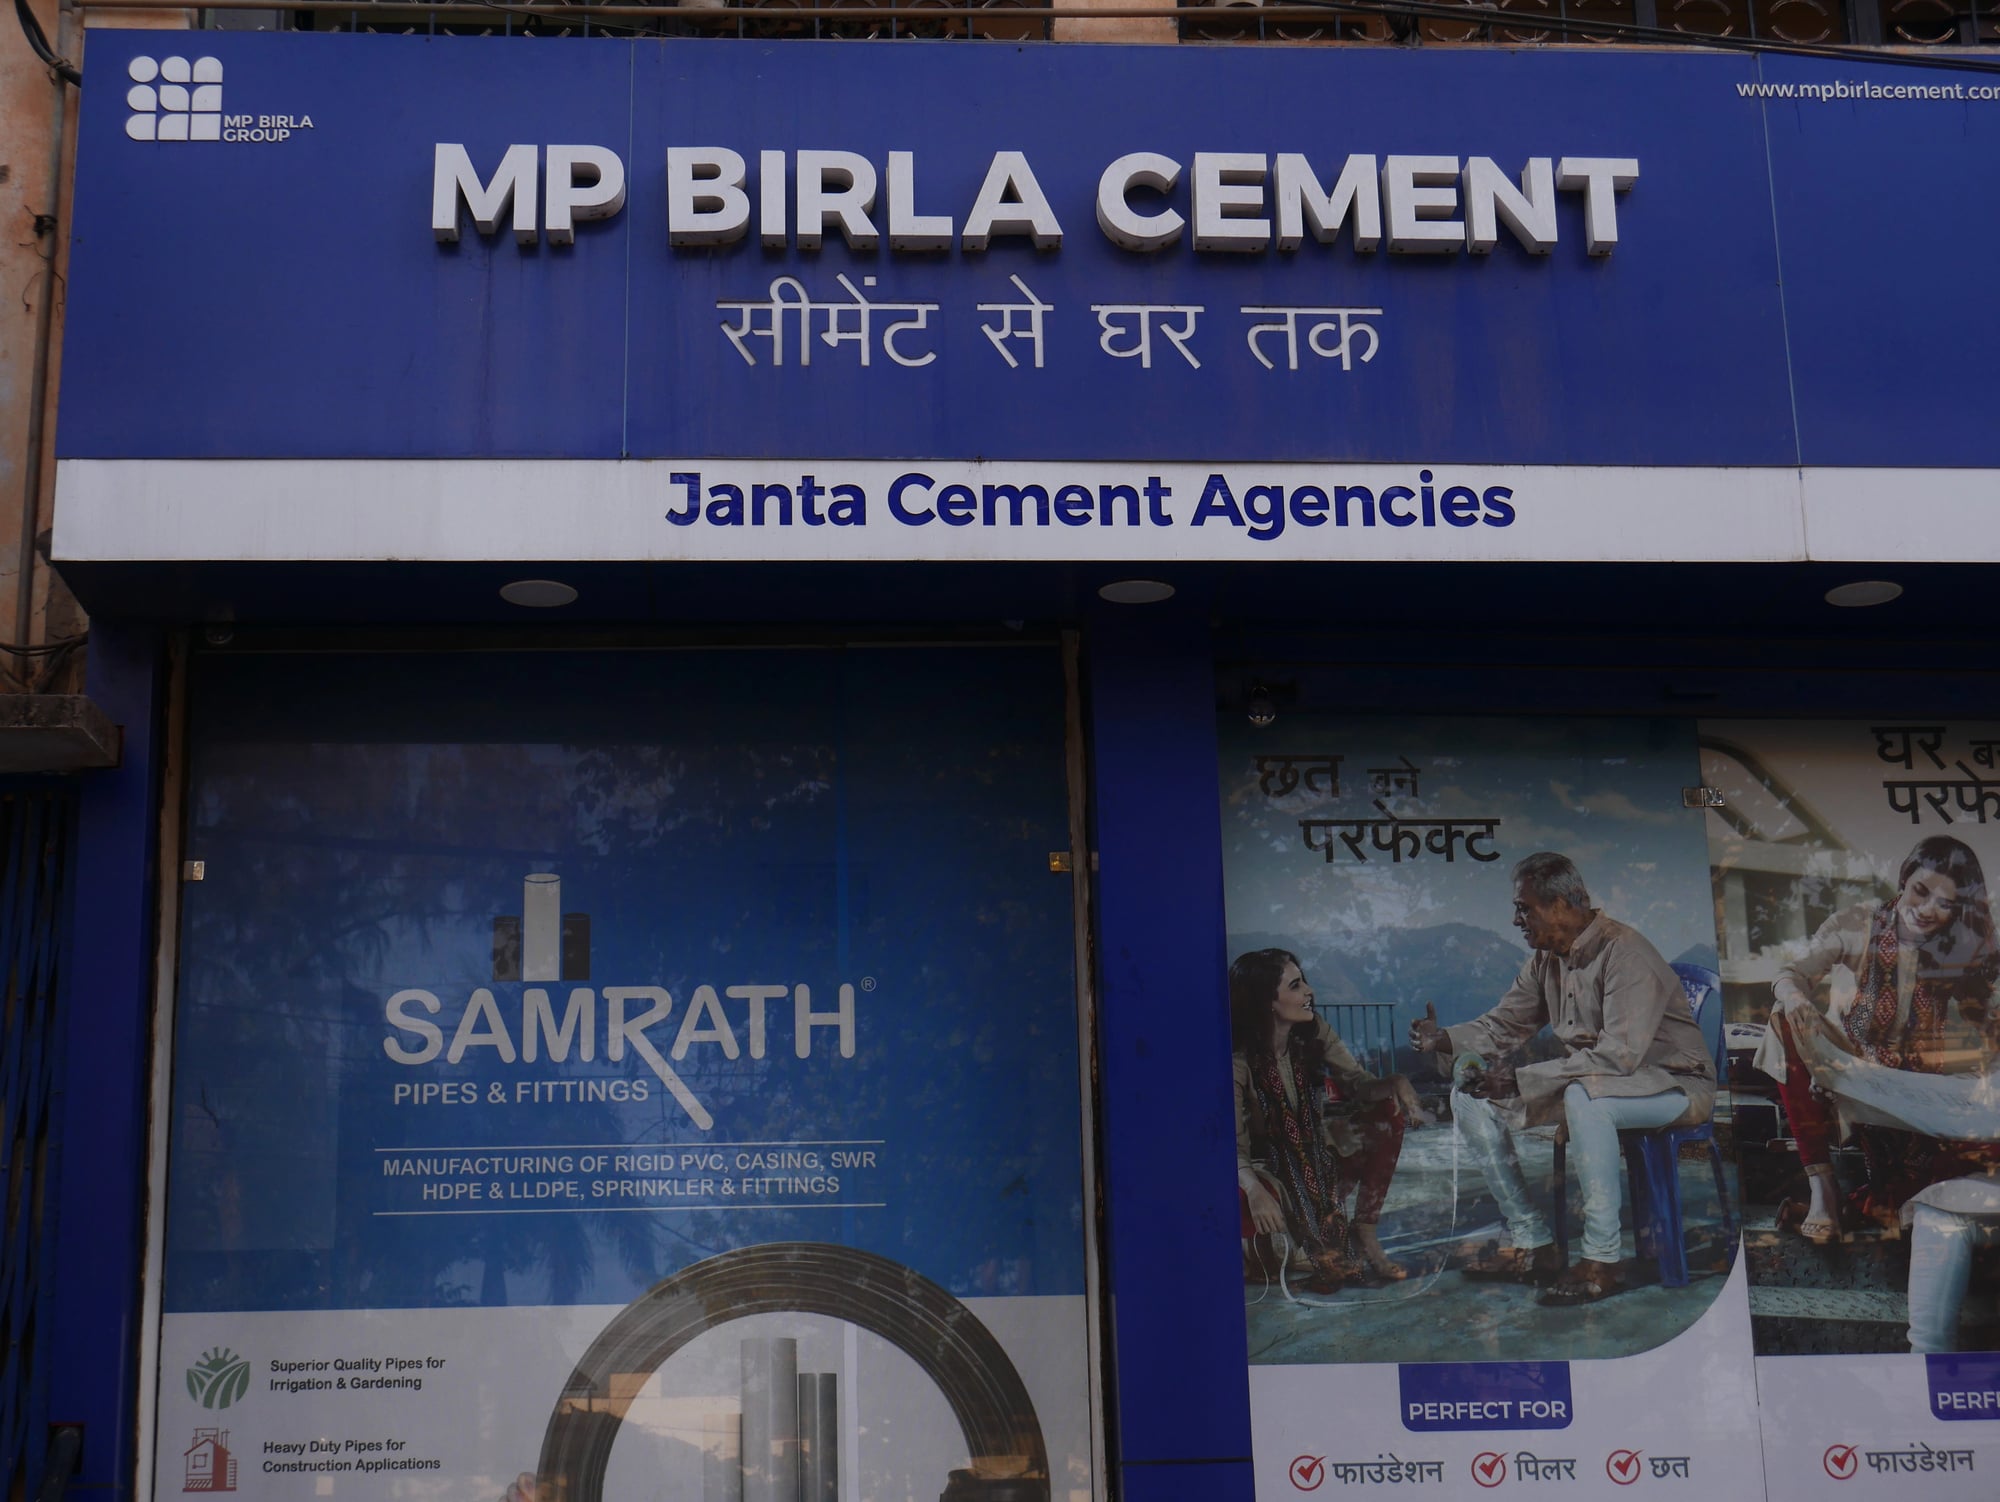 MP BIRLA
GROUP
www.mpbirlacement.com
MP BIRLA CEMENT
सीमेंट से घर तक
Janta Cement Agencies
SAMRATH®
PIPES & FITTINGS
MANUFACTURING OF RIGID PVC, CASING, SWR
HDPE & LLDPE, SPRINKLER & FITTINGS
Superior Quality Pipes for
Irrigation & Gardening
Heavy Duty Pipes for
Construction Applications
छत बने
परफेक्ट
PERFECT FOR
फाउंडेशन पिलर छत
घर
फाउंडेशन